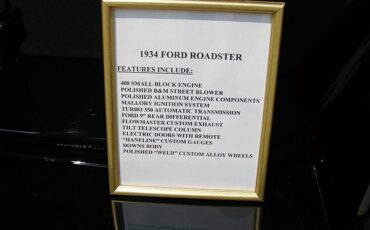 1934 FORD ROADSTER
FEATURES INCLUDE:
400 SMALL BLOCK ENGINE
POLISHED B&M STREET BLOWER
POLISHED ALUMINUM ENGINE COMPONENTS
MALLORY IGNITION SYSTEM
TURBO 350 AUTOMATIC TRANSMISSION
FORD 9" REAR DIFFERENTIAL
FLOWMASTER CUSTOM EXHAUST
TILT TELESCOPE COLUMN
ELECTRIC DOORS WITH REMOTE
"HANELINE" CUSTOM GAUGES
DOWNS BODY
POLISHED "WELD" CUSTOM ALLOY WHEELS